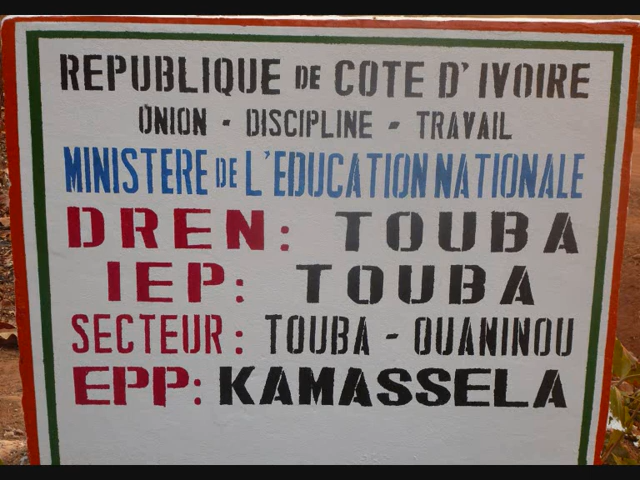 REPUBLIQUE DE COTE D'IVOIRE
UNION - DISCIPLINE - TRAVAIL
MINISTERE DE L'EDUCATION NATIONALE
DREN: TOUBA
IEP: TOUBA
SECTEUR: TOUBA - OUANINOU
EPP: KAMASSELA